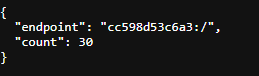 {
"endpoint": "cc598d53c6a3:/",
"count": 30
}